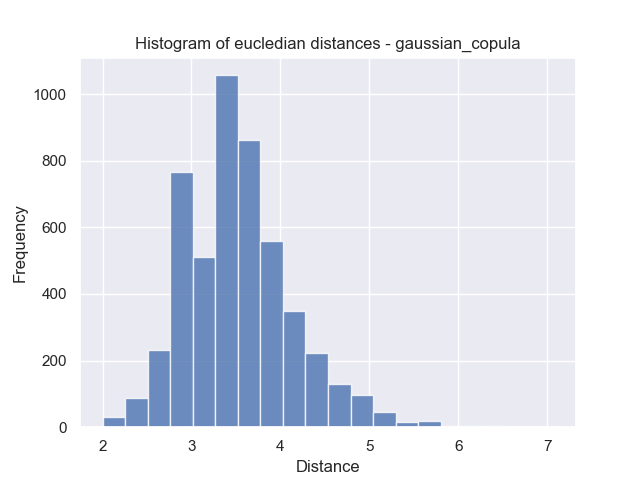 Histogram of eucledian distances - gaussian_copula
Frequency
1000
800
600
400
200
0
2 3 4 5 6 7
Distance